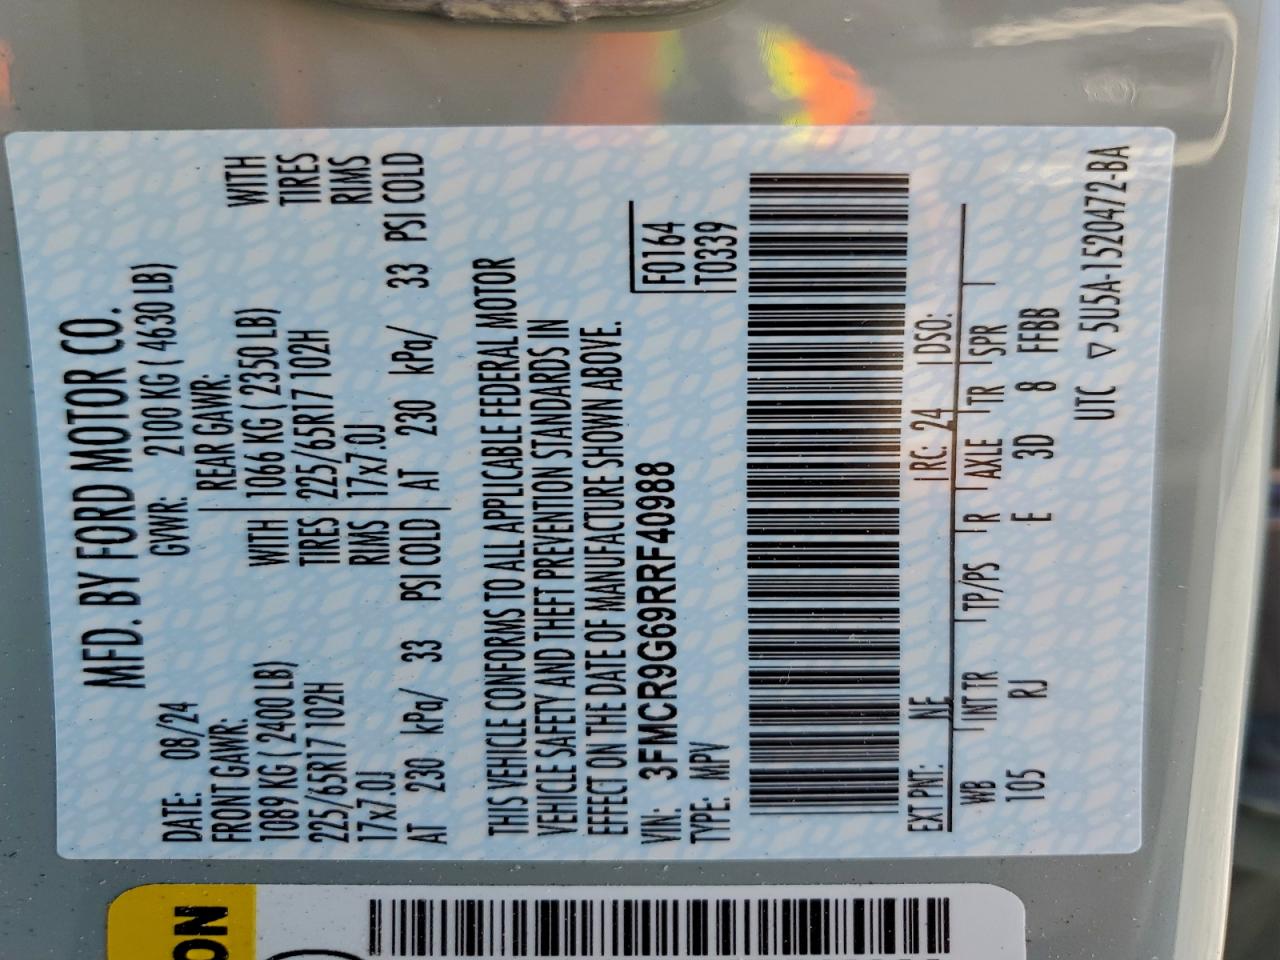 MFD. BY FORD MOTOR CO.
DATE: 08/24 GVWR: 2100 KG ( 4630 LB)
FRONT GAWR: REAR GAWR:
1089 KG ( 2400 LB) WITH 1066 KG ( 2350 LB) WITH
225/65R17 102H TIRES 225/65R17 102H TIRES
17x7.0J RIMS 17x7.0J RIMS
AT 230 kPa/ 33 PSI COLD AT 230 kPa/ 33 PSI COLD
THIS VEHICLE CONFORMS TO ALL APPLICABLE FEDERAL MOTOR
VEHICLE SAFETY AND THEFT PREVENTION STANDARDS IN
EFFECT ON THE DATE OF MANUFACTURE SHOWN ABOVE.
VIN: 3FMCR9G69RRF40988 F0164
TYPE: MPV T0339
EXT PNT: NE RC: 24 DSO:
WB INT TR TP/PS R AXLE TR SPR
105 RJ E 3D 8 FFBB
UTC ▽ 5U5A-1520472-BA
ON